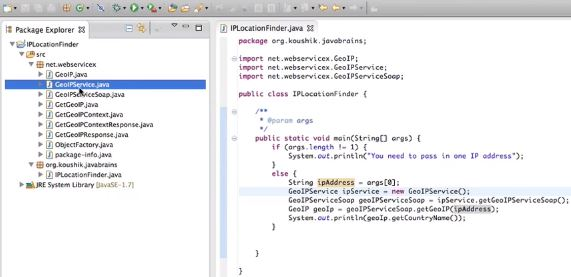 Package Explorer
IPLocationFinder
src
net.webservicex
GeoIP.java
GeoIPService.java
GeoIPServiceSoap.java
GetGeoIP.java
GetGeoIPContext.java
GetGeoIPContextResponse.java
GetGeoIPResponse.java
ObjectFactory.java
package-info.java
org.koushik.javabrains
IPLocationFinder.java
JRE System Library [JavaSE-1.7]
IPLocationFinder.java
package org.koushik.javabrains;
import net.webservicex.GeoIP;
import net.webservicex.GeoIPService;
import net.webservicex.GeoIPServiceSoap;
public class IPLocationFinder {
/**
* @param args
*/
public static void main(String[] args) {
if (args.length != 1) {
System.out.println("You need to pass in one IP address");
}
else {
String ipAddress = args[0];
GeoIPService ipService = new GeoIPService();
GeoIPServiceSoap geoIPServiceSoap = ipService.getGeoIPServiceSoap();
GeoIP geoIp = geoIPServiceSoap.getGeoIP(ipAddress);
System.out.println(geoIp.getCountryName());
}
}
}